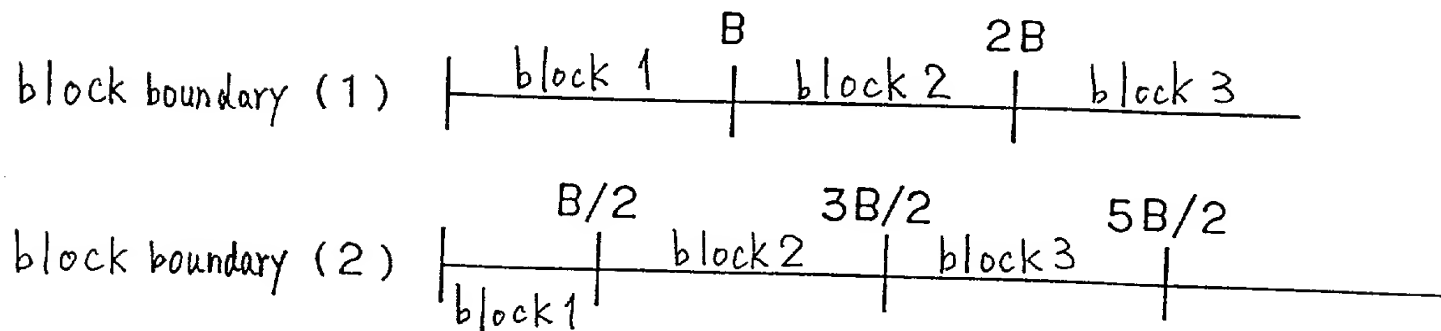 B 2B
block boundary (1) block 1 block 2 block 3
B/2 3B/2 5B/2
block boundary (2) block 2 block 3
block 1